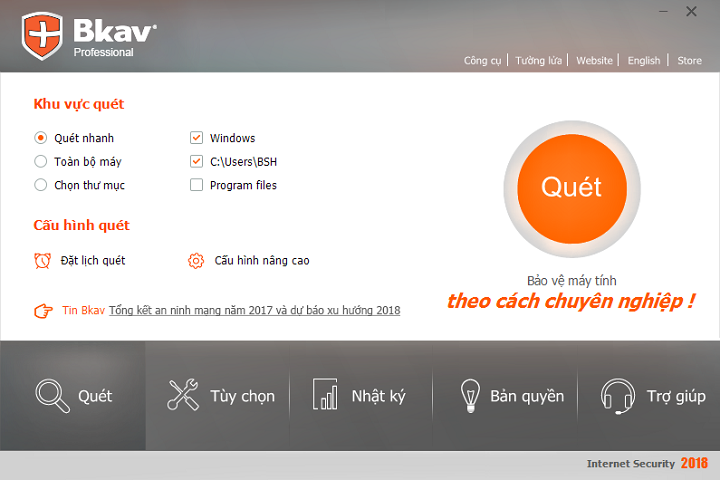 Bkav
Professional
Công cụ | Tường lửa | Website | English | Store
Khu vực quét
Quét nhanh
Windows
Toàn bộ máy
C:\Users\BSH
Chọn thư mục
Program files
Quét
Cấu hình quét
Đặt lịch quét
Cấu hình nâng cao
Bảo vệ máy tính
theo cách chuyên nghiệp !
Tin Bkav Tổng kết an ninh mạng năm 2017 và dự báo xu hướng 2018
Quét
Tùy chọn
Nhật ký
Bản quyền
Trợ giúp
Internet Security 2018